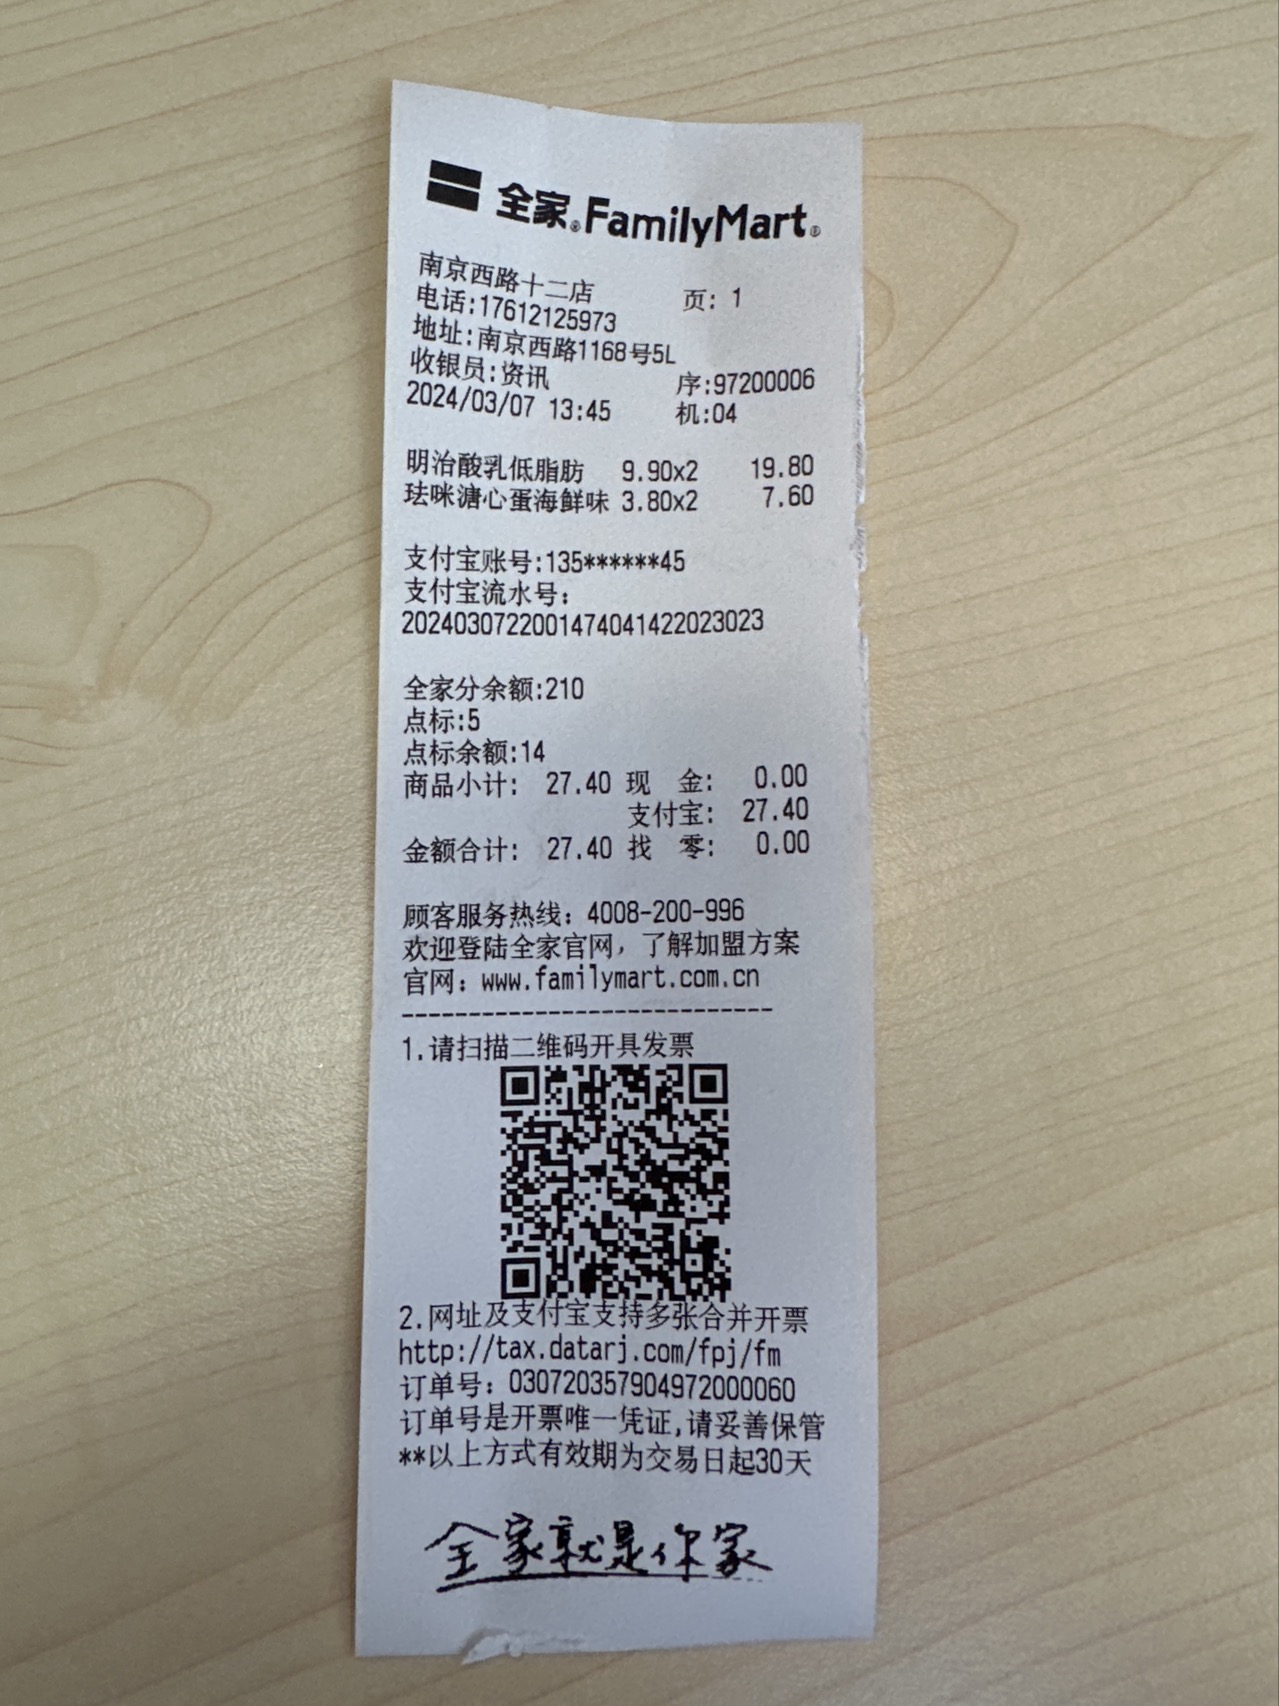 全家®FamilyMart®
南京西路十二店 页: 1
电话:17612125973
地址:南京西路1168号5L
收银员:资讯 序:97200006
2024/03/07 13:45 机:04
明治酸乳低脂肪 9.90x2 19.80
珐咪溏心蛋海鲜味 3.80x2 7.60
支付宝账号:135******45
支付宝流水号:
2024030722001474041422023023
全家分余额:210
点标:5
点标余额:14
商品小计: 27.40 现 金: 0.00
支付宝: 27.40
金额合计: 27.40 找 零: 0.00
顾客服务热线: 4008-200-996
欢迎登陆全家官网，了解加盟方案
官网: www.familymart.com.cn
----------------------------
1.请扫描二维码开具发票
2.网址及支付宝支持多张合并开票
http://tax.datarj.com/fpj/fm
订单号: 030720357904972000060
订单号是开票唯一凭证,请妥善保管
**以上方式有效期为交易日起30天
全家就是你家